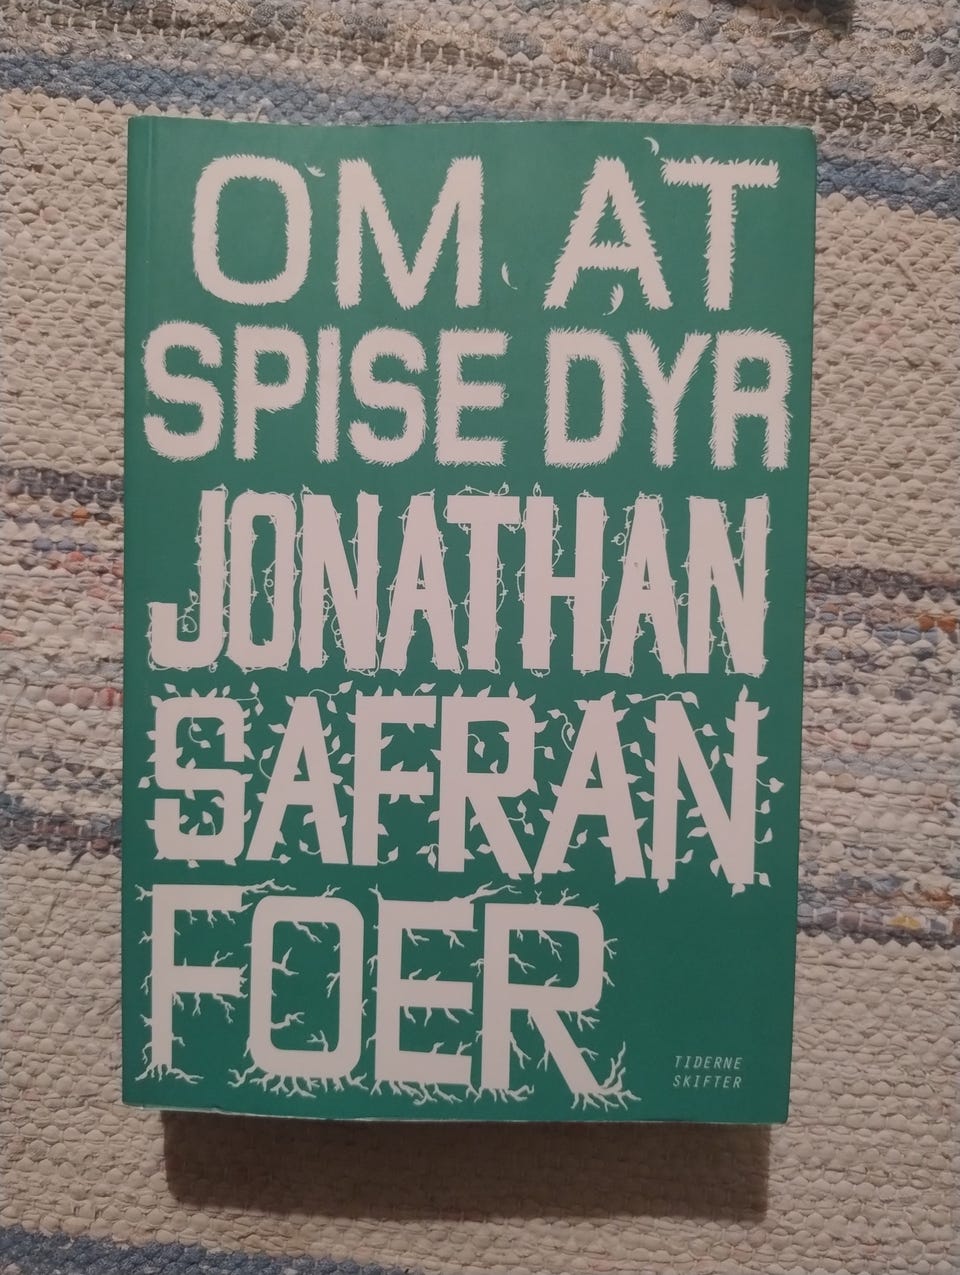 OM AT
SPISE DYR
JONATHAN
SAFRAN
FOER
TIDERNE
SKIFTER